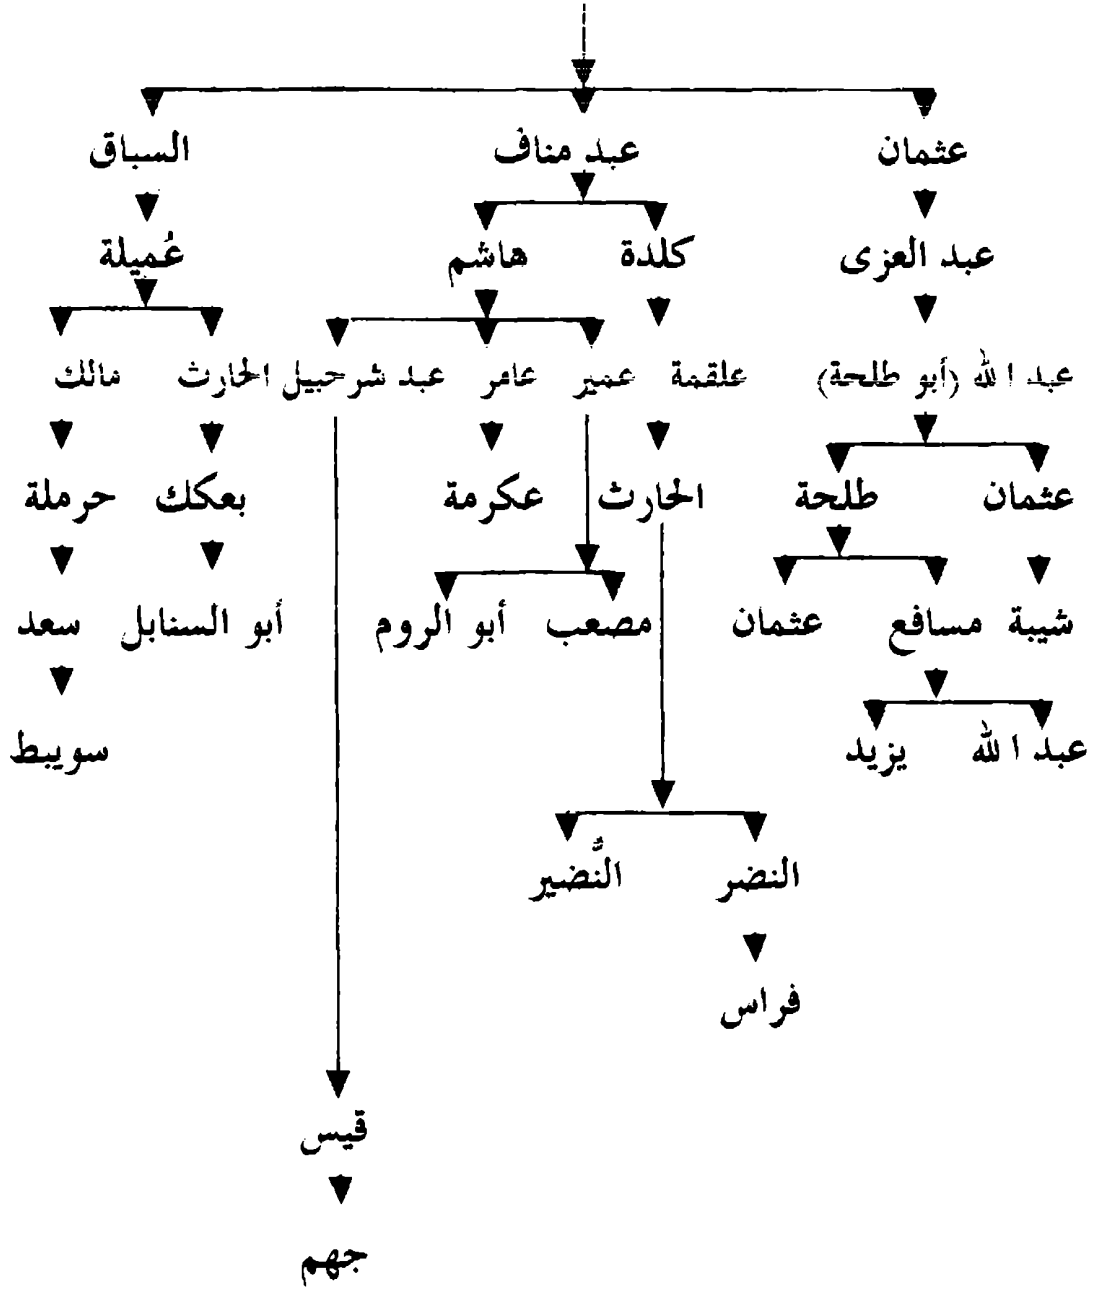 عثمان عبد مناف السباق
عبد العزى كلدة هاشم عُميلة
عبد الله (أبو طلحة) علقمة عمير عامر عبد شرحبيل الحارث مالك
عثمان طلحة الحارث عكرمة بعكك حرملة
شيبة مسافع عثمان مصعب أبو الروم أبو السنابل سعد
عبد الله يزيد سويبط
النضر النُّضير
فراس
قيس
جهم